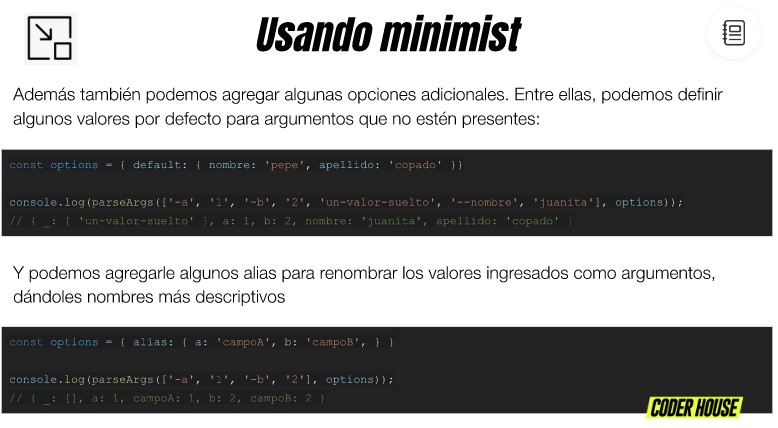 Usando minimist
Además también podemos agregar algunas opciones adicionales. Entre ellas, podemos definir
algunos valores por defecto para argumentos que no estén presentes:
const options = { default: { nombre: 'pepe', apellido: 'copado' }}
console.log(parseArgs(['-a', '1', '-b', '2', 'un-valor-suelto', '--nombre', 'juanita'], options));
// { _: [ 'un-valor-suelto' ], a: 1, b: 2, nombre: 'juanita', apellido: 'copado' }
Y podemos agregarle algunos alias para renombrar los valores ingresados como argumentos,
dándoles nombres más descriptivos
const options = { alias: { a: 'campoA', b: 'campoB', } }
console.log(parseArgs(['-a', '1', '-b', '2'], options));
// { _: [], a: 1, campoA: 1, b: 2, campoB: 2 }
CODER HOUSE